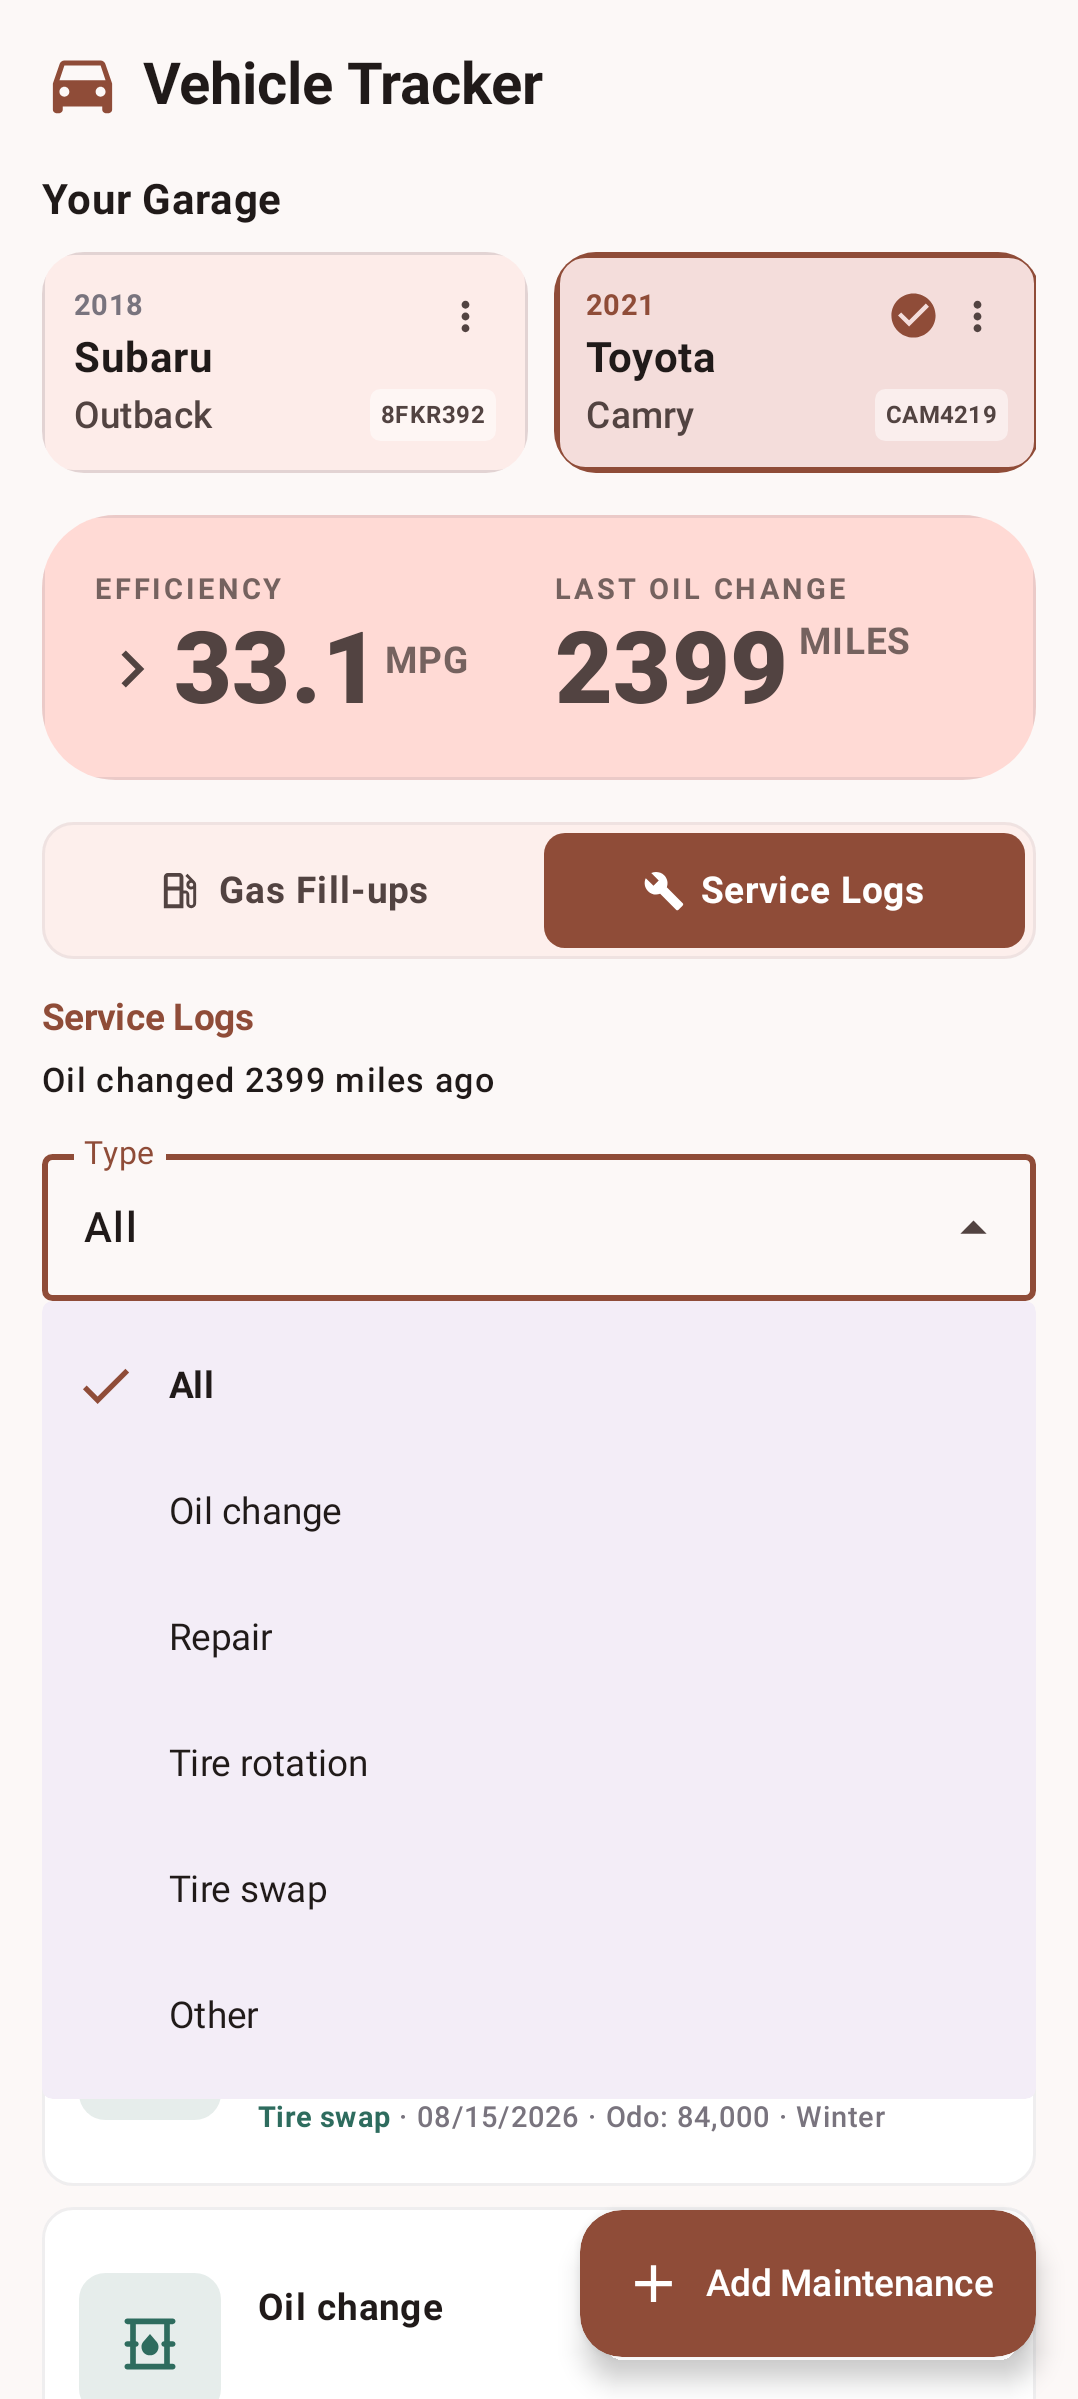 Vehicle Tracker
Your Garage
2018
Subaru
Outback
8FKR392
2021
Toyota
Camry
CAM4219
EFFICIENCY
33.1 MPG
LAST OIL CHANGE
2399 MILES
Gas Fill-ups
Service Logs
Service Logs
Oil changed 2399 miles ago
Type
All
All
Oil change
Repair
Tire rotation
Tire swap
Other
Tire swap · 08/15/2026 · Odo: 84,000 · Winter
Oil change
Add Maintenance